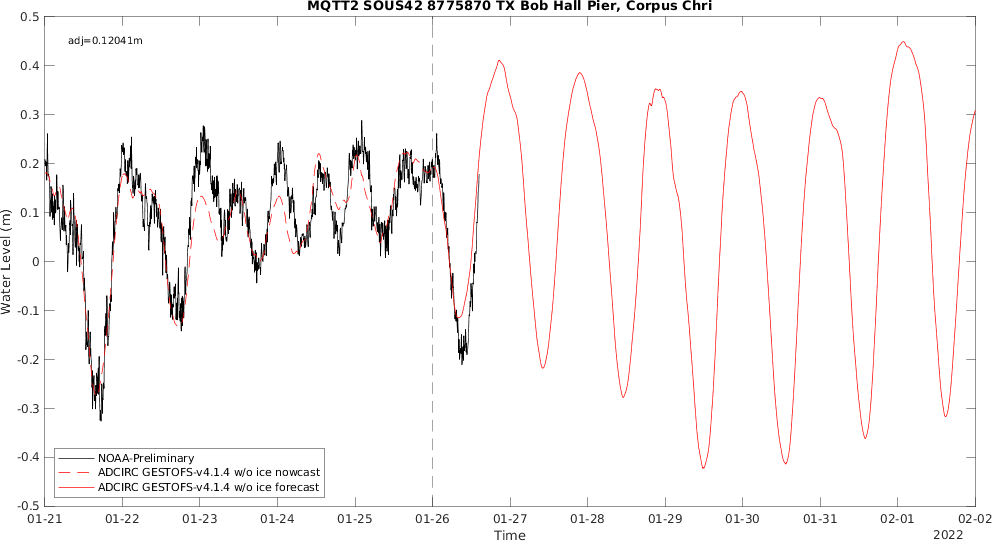 MQTT2 SOUS42 8775870 TX Bob Hall Pier, Corpus Chri
adj=0.12041m
0.5
0.4
0.3
0.2
0.1
0
-0.1
-0.2
-0.3
-0.4
-0.5
Water Level (m)
NOAA-Preliminary
ADCIRC GESTOFS-v4.1.4 w/o ice nowcast
ADCIRC GESTOFS-v4.1.4 w/o ice forecast
01-21 01-22 01-23 01-24 01-25 01-26 01-27 01-28 01-29 01-30 01-31 02-01 02-02
Time
2022